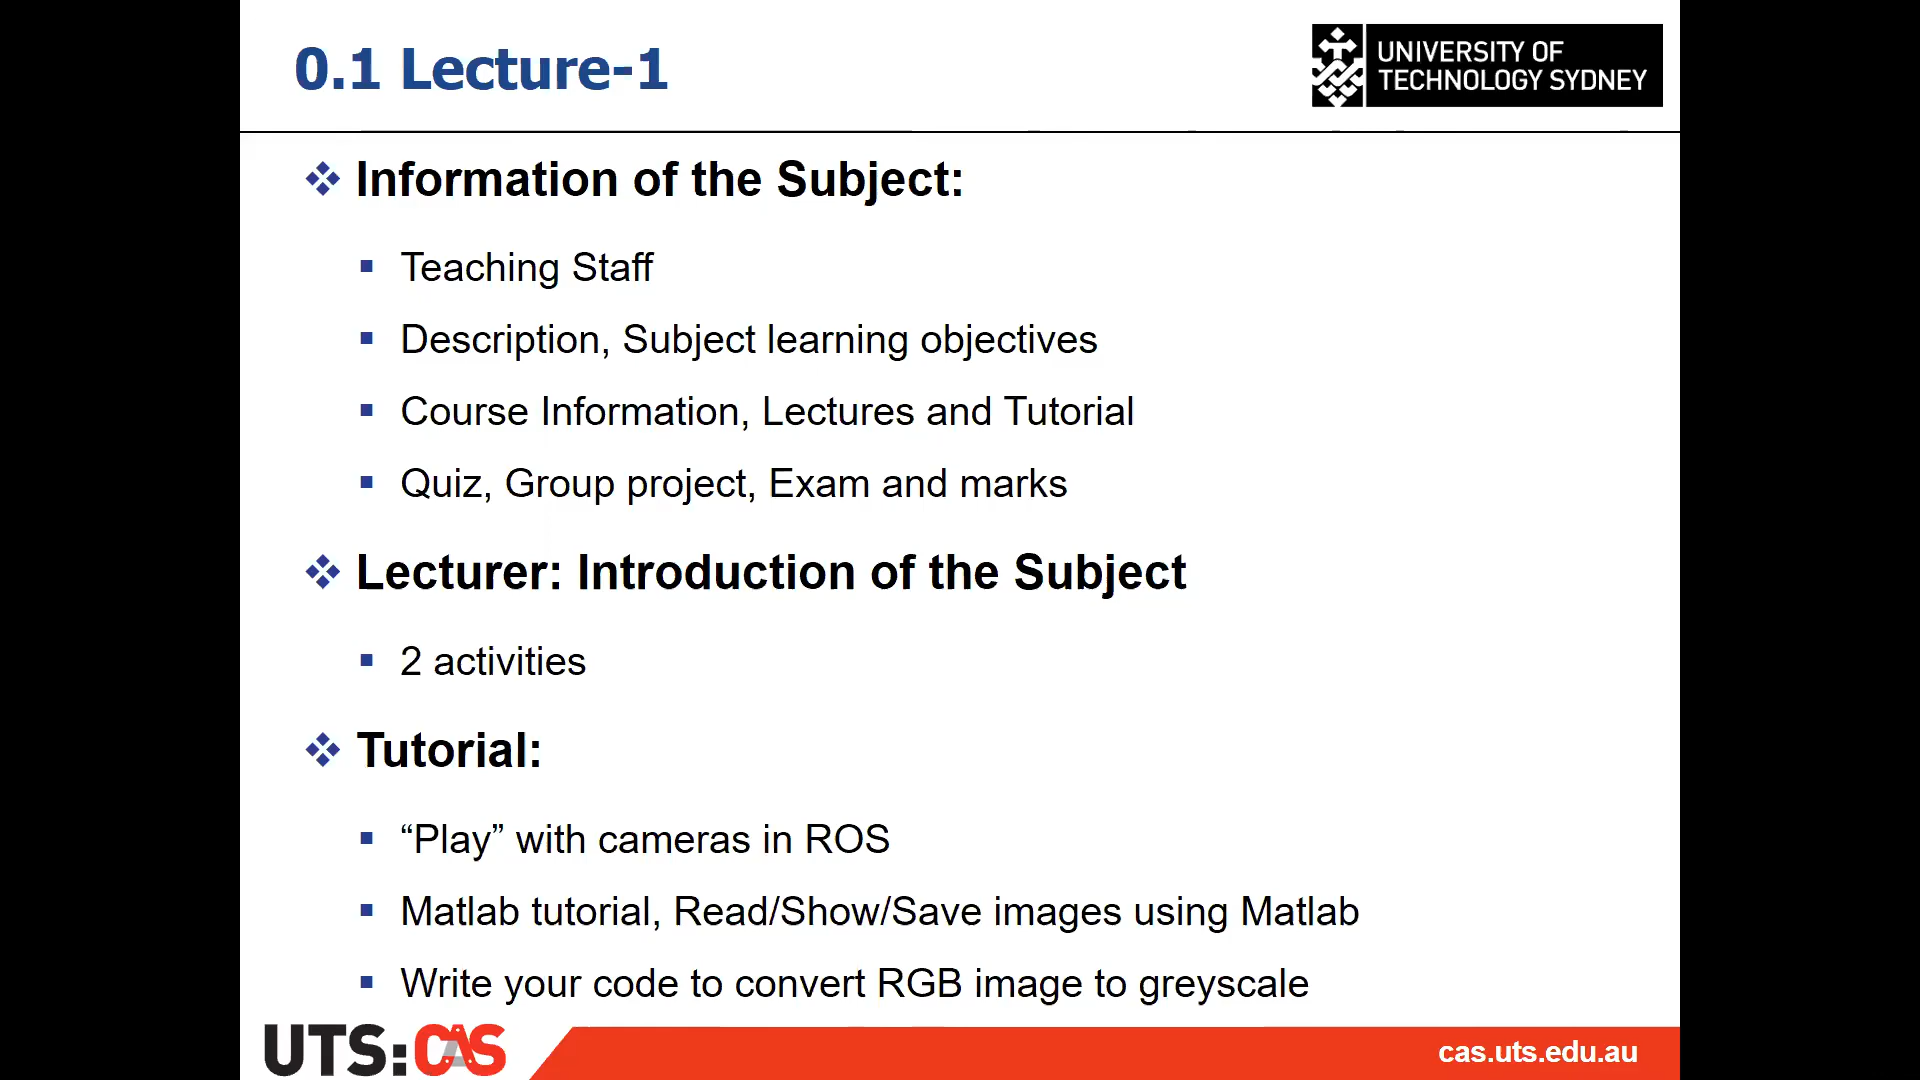 0.1 Lecture-1
UNIVERSITY OF
TECHNOLOGY SYDNEY
Information of the Subject:
Teaching Staff
Description, Subject learning objectives
Course Information, Lectures and Tutorial
Quiz, Group project, Exam and marks
Lecturer: Introduction of the Subject
2 activities
Tutorial:
“Play” with cameras in ROS
Matlab tutorial, Read/Show/Save images using Matlab
Write your code to convert RGB image to greyscale
UTS:CAS
cas.uts.edu.au